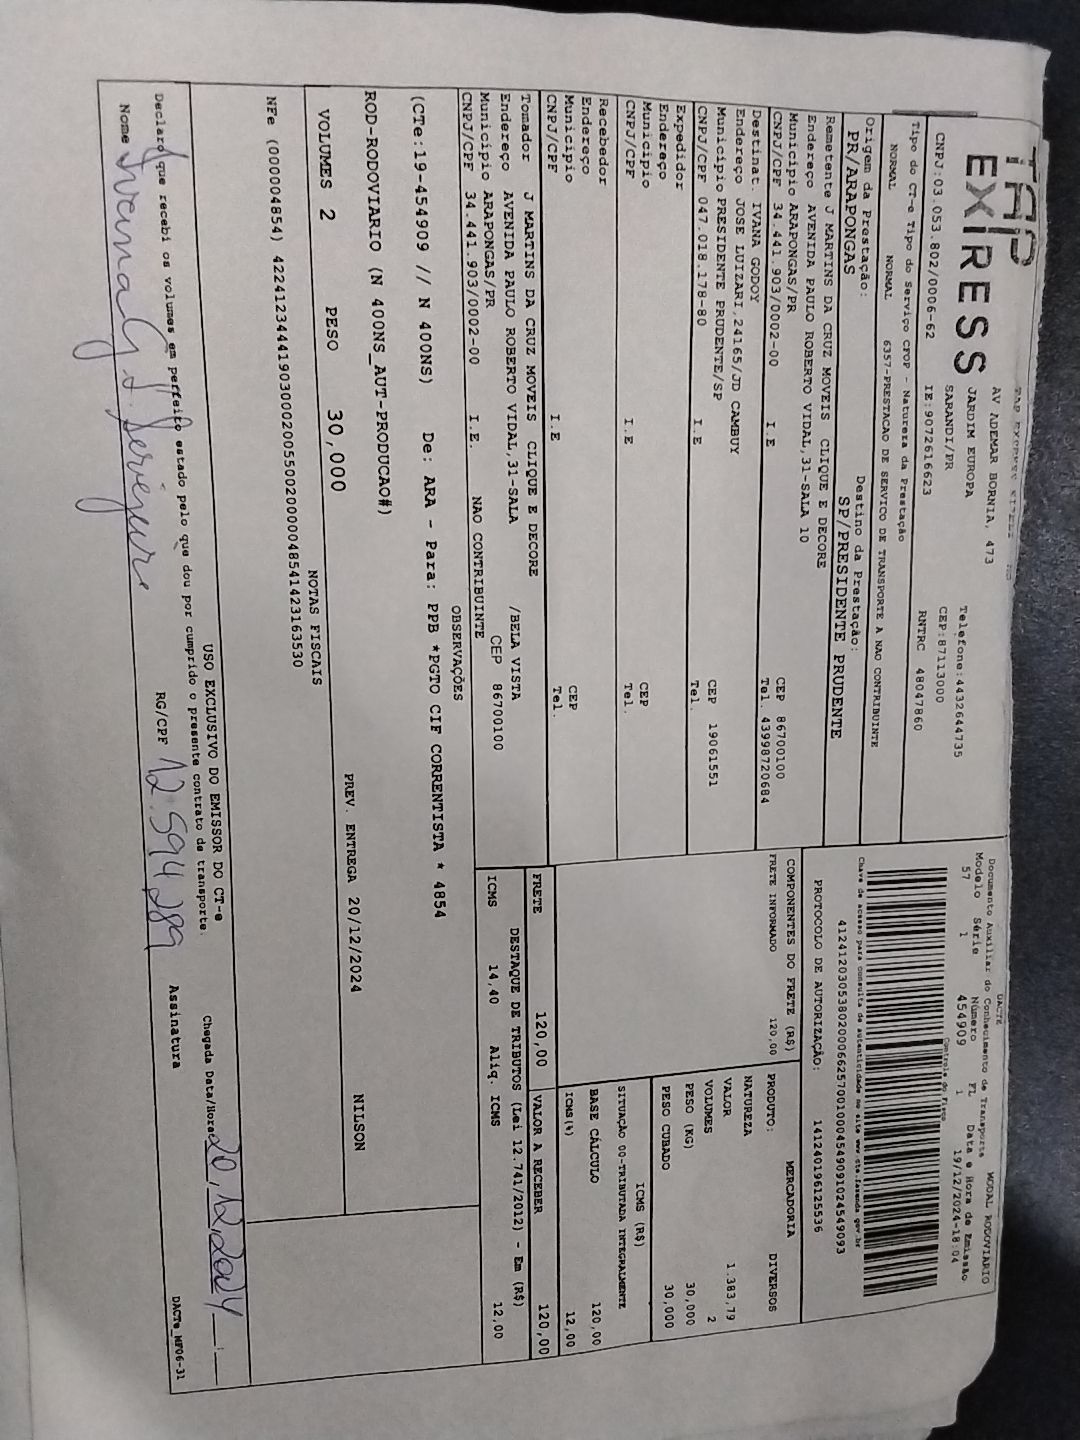 TAP
EXPRESS
AV ADEMAR BORNIA, 473
JARDIM EUROPA
SARANDI/PR
Telefone:4432644735
CEP:87113000
CNPJ:03.053.802/0006-62 IE:9072616623 RNTRC 48047860
Tipo do CT-e Tipo do Serviço CFOP - Natureza da Prestação
NORMAL NORMAL 6357-PRESTACAO DE SERVICO DE TRANSPORTE A NAO CONTRIBUINTE
Origem da Prestação: Destino da Prestação:
PR/ARAPONGAS SP/PRESIDENTE PRUDENTE
Remetente J MARTINS DA CRUZ MOVEIS CLIQUE E DECORE
Endereço AVENIDA PAULO ROBERTO VIDAL,31-SALA 10
Município ARAPONGAS/PR CEP 86700100
CNPJ/CPF 34.441.903/0002-00 I.E Tel. 43998720684
Destinat. IVANA GODOY
Endereço JOSE LUIZARI,24165/JD CAMBUY
Município PRESIDENTE PRUDENTE/SP CEP 19061551
CNPJ/CPF 047.018.178-80 I.E Tel.
Expedidor
Endereço
Município CEP
CNPJ/CPF I.E Tel.
Recebedor
Endereço
Município CEP
CNPJ/CPF I.E Tel.
Tomador J MARTINS DA CRUZ MOVEIS CLIQUE E DECORE
Endereço AVENIDA PAULO ROBERTO VIDAL,31-SALA /BELA VISTA
Município ARAPONGAS/PR CEP 86700100
CNPJ/CPF 34.441.903/0002-00 I.E. NAO CONTRIBUINTE
DACTE
Documento Auxiliar do Conhecimento de Transporte MODAL RODOVIÁRIO
Modelo Série Número FL Data e Hora de Emissão
57 1 454909 1 19/12/2024-18:04
Controle do Fisco
Chave de acesso para consulta de autenticidade no site www.cte.fazenda.gov.br
41241203053802000662570010004549091024549093
PROTOCOLO DE AUTORIZAÇÃO: 141240196125536
COMPONENTES DO FRETE (R$)
FRETE INFORMADO 120,00
MERCADORIA
PRODUTO: DIVERSOS
NATUREZA
VALOR 1.383,79
VOLUMES 2
PESO (KG) 30,000
PESO CUBADO 30,000
ICMS (R$)
SITUAÇÃO 00-TRIBUTADA INTEGRALMENTE
BASE CÁLCULO 120,00
ICMS(%) 12,00
FRETE 120,00 VALOR A RECEBER 120,00
DESTAQUE DE TRIBUTOS (Lei 12.741/2012) - Em (R$)
ICMS 14,40 Aliq. ICMS 12,00
OBSERVAÇÕES
(CTe:19-454909 // N 400NS) De: ARA - Para: PPB *PGTO CIF CORRENTISTA * 4854
ROD-RODOVIARIO (N 400NS_AUT-PRODUCAO#)
PREV. ENTREGA 20/12/2024 NILSON
VOLUMES 2 PESO 30,000
NOTAS FISCAIS
NFe (000004854) 42241234441903000200550020000048541423163530
USO EXCLUSIVO DO EMISSOR DO CT-e
Declaro que recebi os volumes em perfeito estado pelo que dou por cumprido o presente contrato de transporte.
Chegada Data/Hora: 20,12,2024
Nome RG/CPF 12.594.289 Assinatura
DACTe_MF06-31